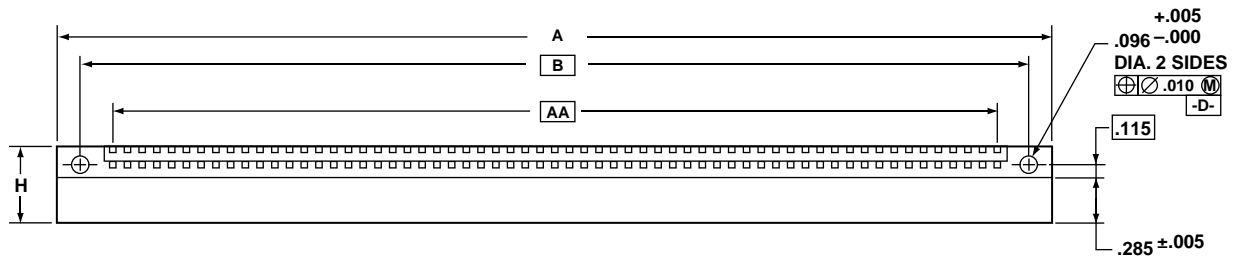 A
B
AA
H
+.005
.096 –.000
DIA. 2 SIDES
⌖ ⌀ .010 Ⓜ
-D-
.115
.285 ±.005